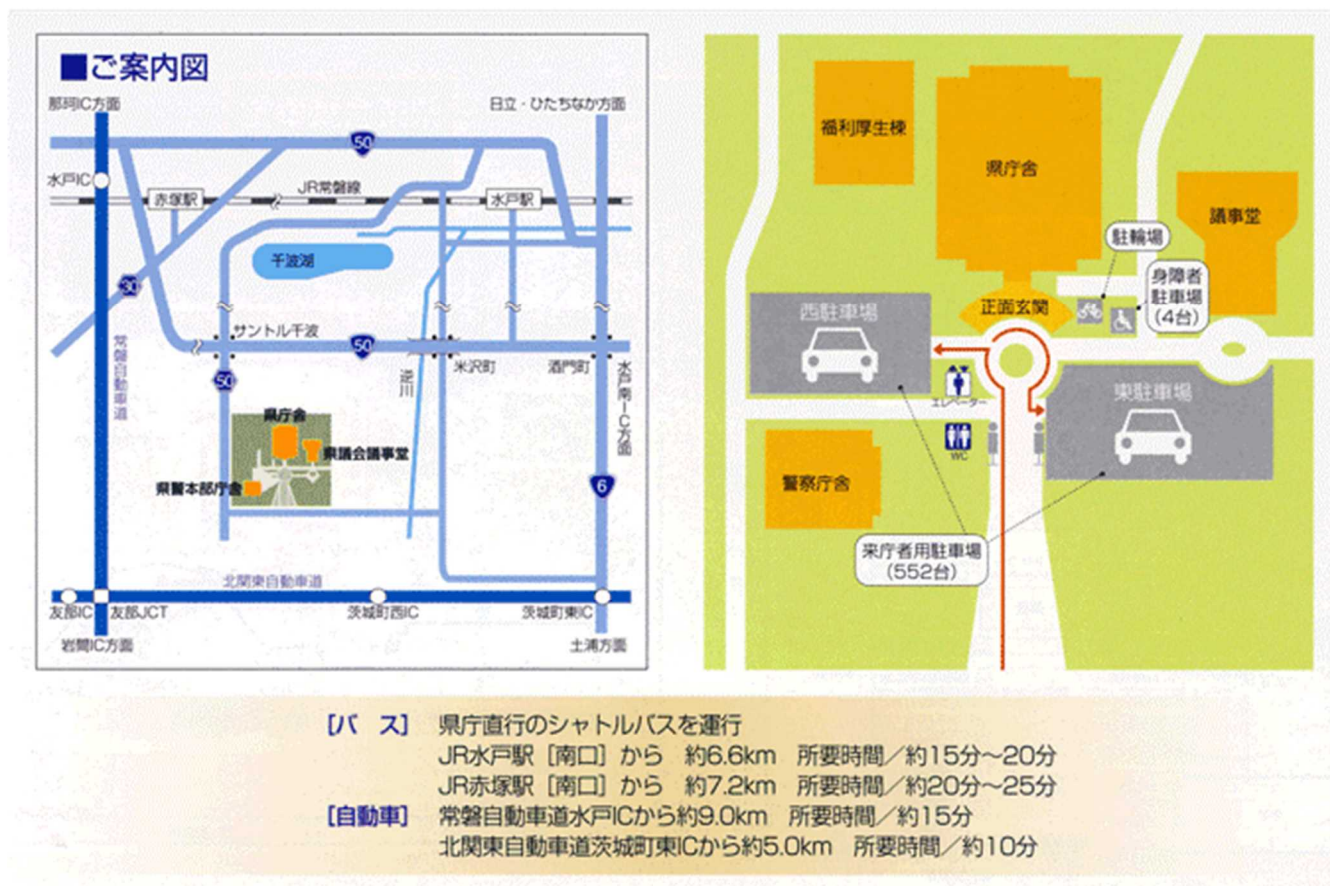 ■ご案内図
那珂IC方面
日立・ひたちなか方面
50
水戸IC
赤塚駅
JR常磐線
水戸駅
千波湖
30
サントル千波
50
米沢町
酒門町
常磐自動車道
50
逆川
水戸南IC方面
県庁舎
県議会議事堂
県警本部庁舎
6
北関東自動車道
友部IC
友部JCT
茨城町西IC
茨城町東IC
岩間IC方面
土浦方面
福利厚生棟
県庁舎
議事堂
駐輪場
身障者
駐車場
(4台)
正面玄関
西駐車場
エレベーター
東駐車場
WC
警察庁舎
来庁者用駐車場
(552台)
[バ ス] 県庁直行のシャトルバスを運行
JR水戸駅[南口]から 約6.6km 所要時間/約15分~20分
JR赤塚駅[南口]から 約7.2km 所要時間/約20分~25分
[自動車] 常磐自動車道水戸ICから約9.0km 所要時間/約15分
北関東自動車道茨城町東ICから約5.0km 所要時間/約10分